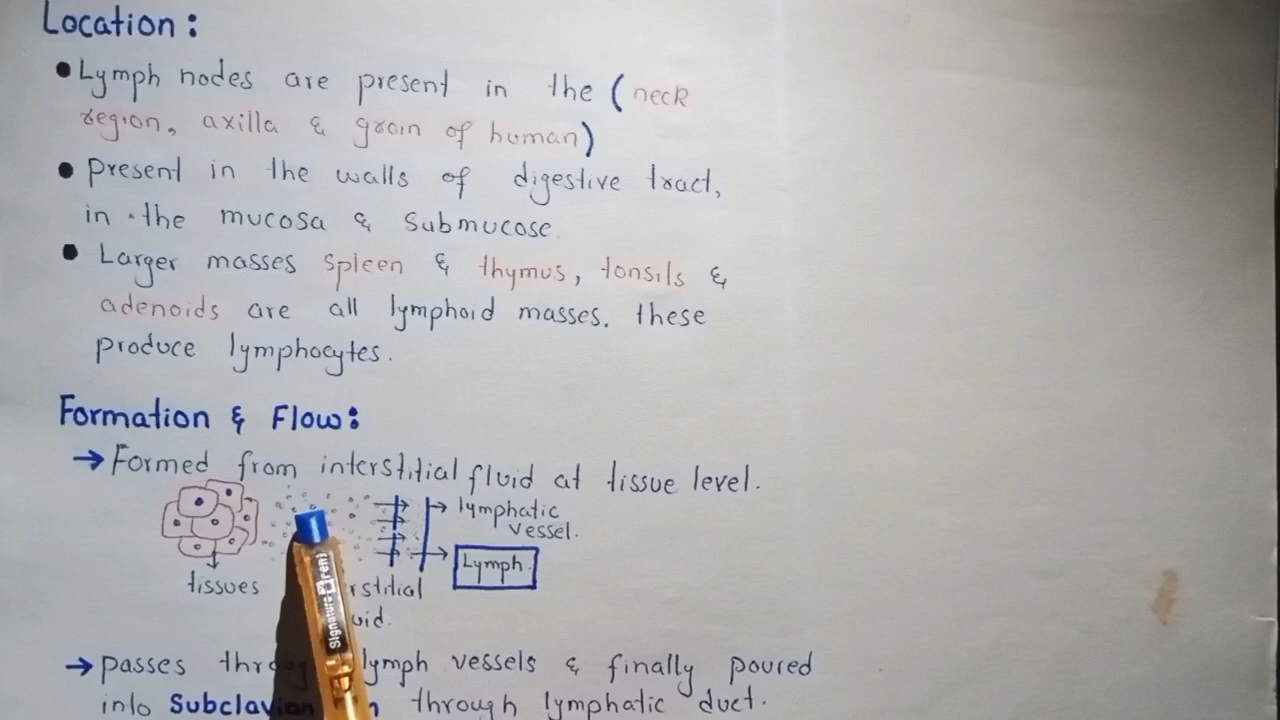 Location:
• Lymph nodes are present in the (neck
region, axilla & groin of human)
• Present in the walls of digestive tract,
in the mucosa & submucose.
• Larger masses spleen & thymus, tonsils &
adenoids are all lymphoid masses. these
produce lymphocytes.
Formation & Flow:
→ Formed from interstitial fluid at tissue level.
lymphatic
vessel.
Lymph.
tissues
rstitial
uid.
Signature
→ passes throug lymph vessels & finally poured
into Subclavian through lymphatic duct.